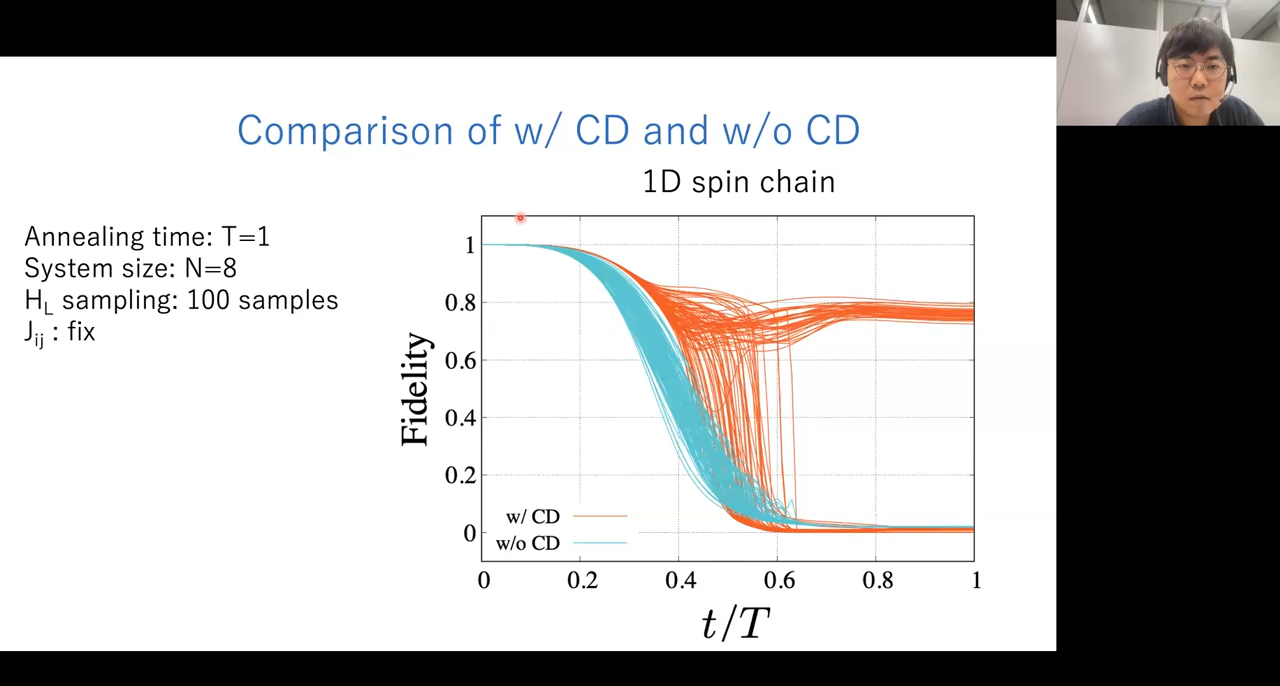 Comparison of w/ CD and w/o CD
1D spin chain
Annealing time: T=1
System size: N=8
H_L sampling: 100 samples
J_ij : fix
Fidelity
1
0.8
0.6
0.4
0.2
0
w/ CD
w/o CD
0 0.2 0.4 0.6 0.8 1
t/T